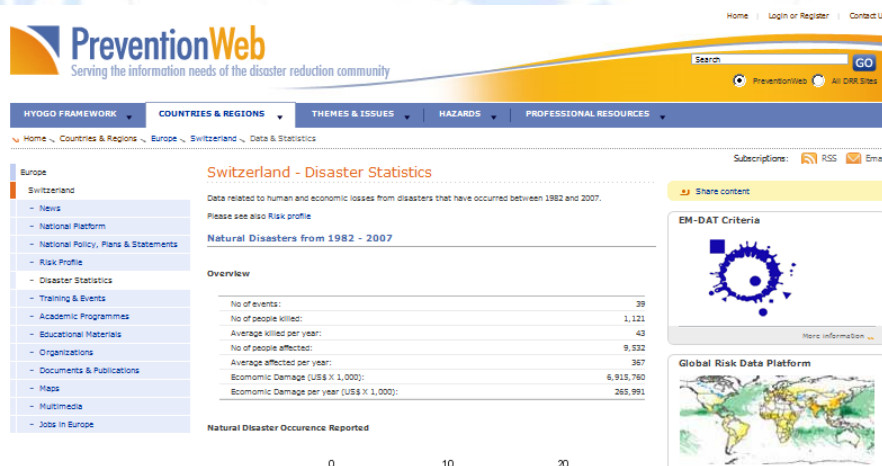 Home | Login or Register | Contact U
PreventionWeb
Serving the information needs of the disaster reduction community
Search GO
PreventionWeb All DRR Sites
HYOGO FRAMEWORK COUNTRIES & REGIONS THEMES & ISSUES HAZARDS PROFESSIONAL RESOURCES
Home Countries & Regions Europe Switzerland Data & Statistics
Subscriptions: RSS Ema
Europe
Switzerland
- News
- National Platform
- National Policy, Plans & Statements
- Risk Profile
- Disaster Statistics
- Training & Events
- Academic Programmes
- Educational Materials
- Organizations
- Documents & Publications
- Maps
- Multimedia
- Jobs in Europe
Switzerland - Disaster Statistics
Data related to human and economic losses from disasters that have occurred between 1982 and 2007.
Please see also Risk profile
Natural Disasters from 1982 - 2007
Overview
No of events: 39
No of people killed: 1,121
Average killed per year: 43
No of people affected: 9,532
Average affected per year: 367
Ecomomic Damage (US$ X 1,000): 6,915,760
Ecomomic Damage per year (US$ X 1,000): 265,991
Natural Disaster Occurence Reported
0 10 20
Share content
EM-DAT Criteria
More information ...
Global Risk Data Platform